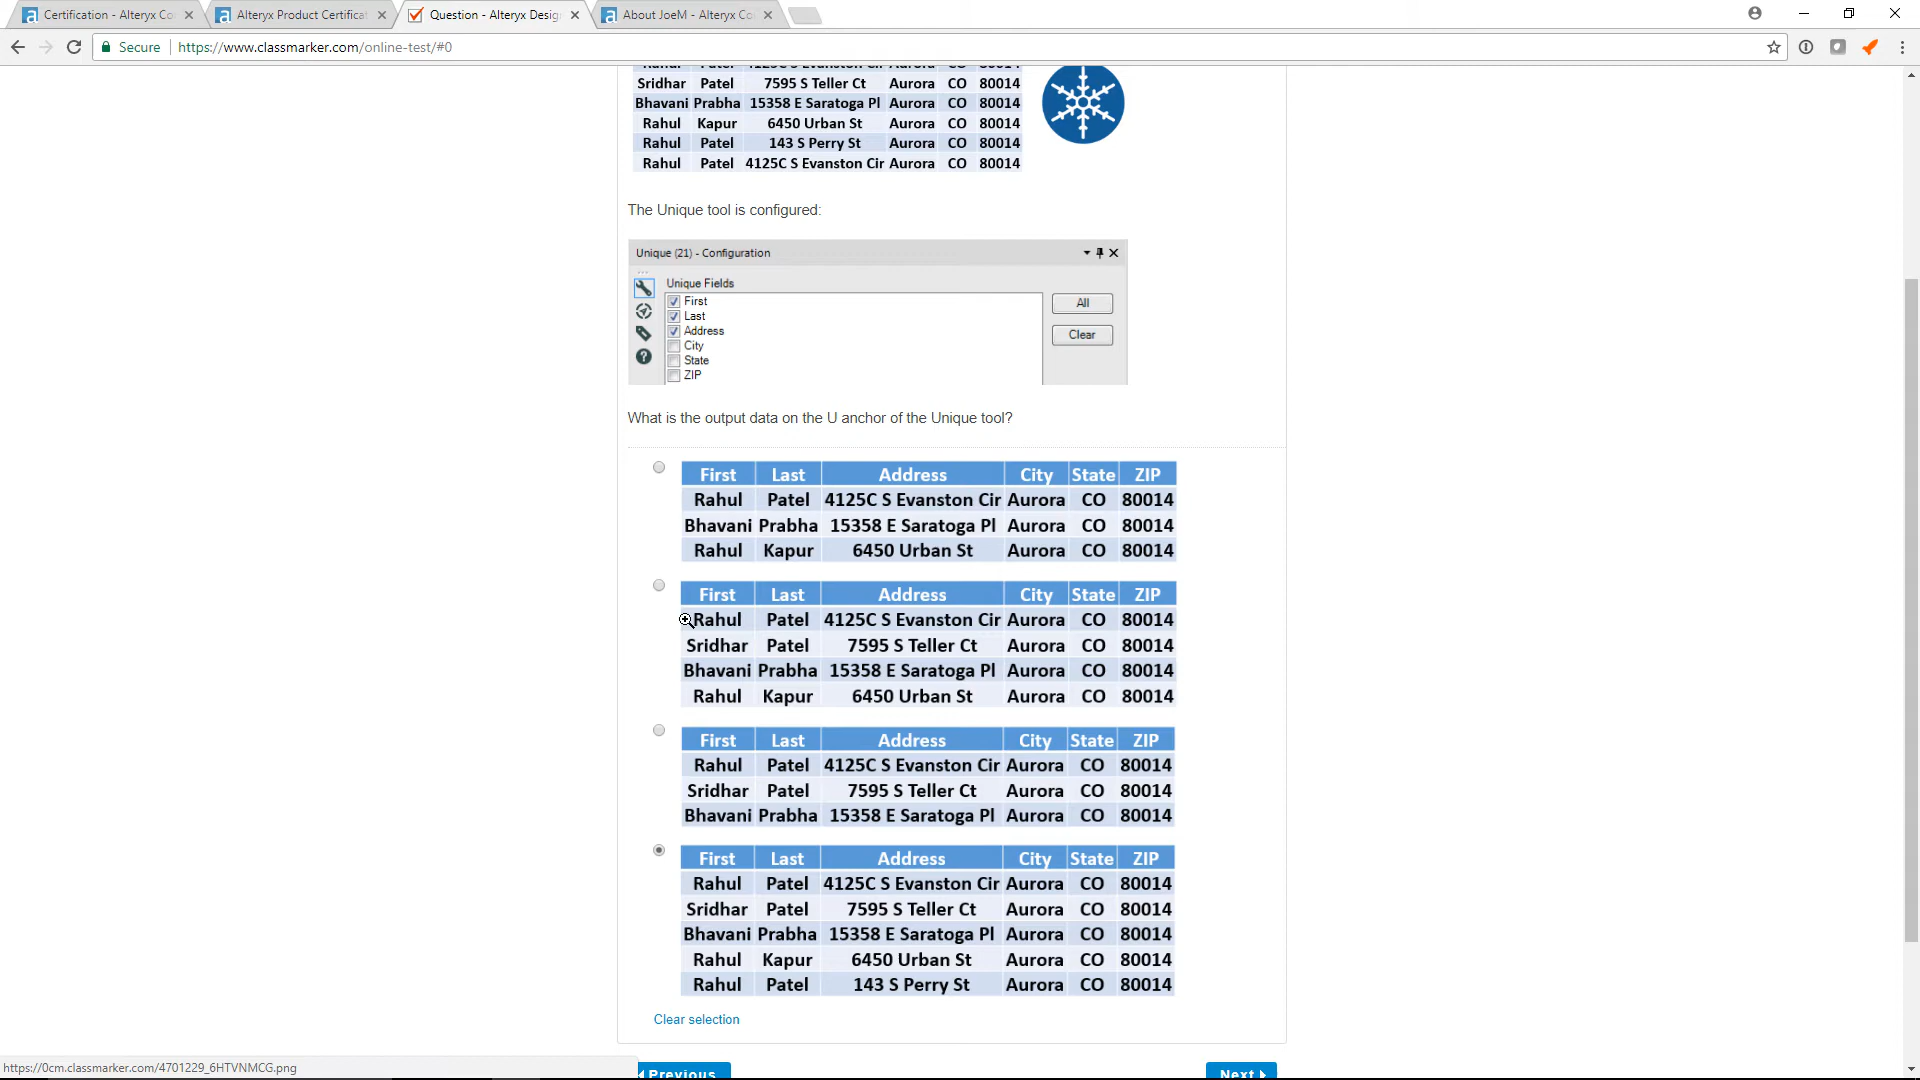 Certification - Alteryx Co
Alteryx Product Certificat
Question - Alteryx Desig
About JoeM - Alteryx Co
Secure https://www.classmarker.com/online-test/#0
Rahul Patel 4125C S Evanston Cir Aurora CO 80014
Sridhar Patel 7595 S Teller Ct Aurora CO 80014
Bhavani Prabha 15358 E Saratoga Pl Aurora CO 80014
Rahul Kapur 6450 Urban St Aurora CO 80014
Rahul Patel 143 S Perry St Aurora CO 80014
Rahul Patel 4125C S Evanston Cir Aurora CO 80014
The Unique tool is configured:
Unique (21) - Configuration
Unique Fields
First
Last
Address
City
State
ZIP
All
Clear
What is the output data on the U anchor of the Unique tool?
First Last Address City State ZIP
Rahul Patel 4125C S Evanston Cir Aurora CO 80014
Bhavani Prabha 15358 E Saratoga Pl Aurora CO 80014
Rahul Kapur 6450 Urban St Aurora CO 80014
First Last Address City State ZIP
Rahul Patel 4125C S Evanston Cir Aurora CO 80014
Sridhar Patel 7595 S Teller Ct Aurora CO 80014
Bhavani Prabha 15358 E Saratoga Pl Aurora CO 80014
Rahul Kapur 6450 Urban St Aurora CO 80014
First Last Address City State ZIP
Rahul Patel 4125C S Evanston Cir Aurora CO 80014
Sridhar Patel 7595 S Teller Ct Aurora CO 80014
Bhavani Prabha 15358 E Saratoga Pl Aurora CO 80014
First Last Address City State ZIP
Rahul Patel 4125C S Evanston Cir Aurora CO 80014
Sridhar Patel 7595 S Teller Ct Aurora CO 80014
Bhavani Prabha 15358 E Saratoga Pl Aurora CO 80014
Rahul Kapur 6450 Urban St Aurora CO 80014
Rahul Patel 143 S Perry St Aurora CO 80014
Clear selection
https://0cm.classmarker.com/4701229_6HTVNMCG.png
Previous
Next